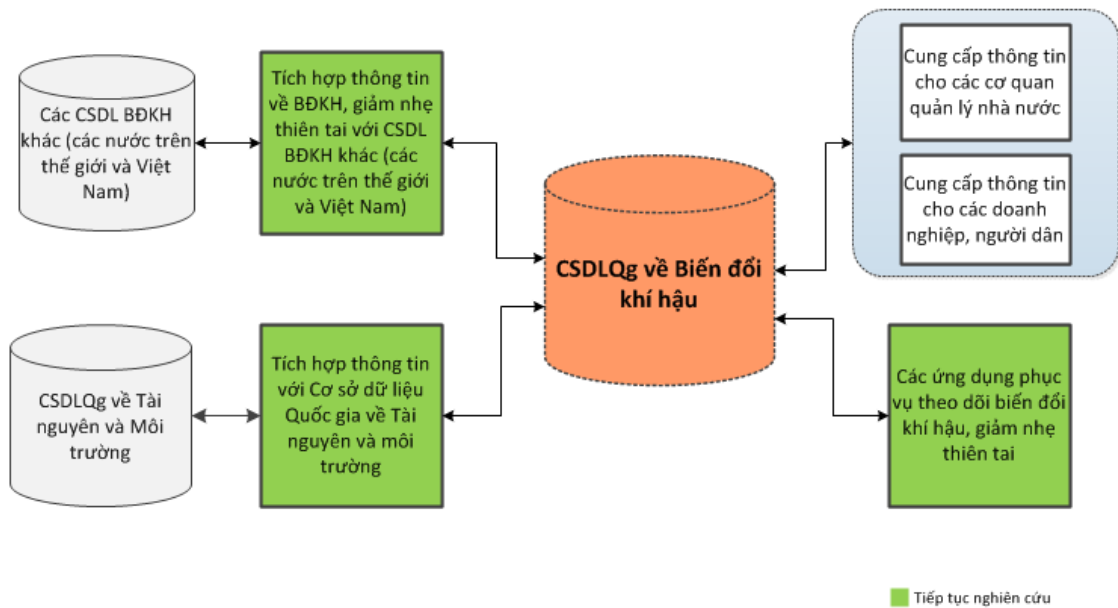 Các CSDL BĐKH
khác (các nước trên
thế giới và Việt
Nam)
Tích hợp thông tin
về BĐKH, giảm nhẹ
thiên tai với CSDL
BĐKH khác (các
nước trên thế giới
và Việt Nam)
CSDLQg về Tài
nguyên và Môi
trường
Tích hợp thông tin
với Cơ sở dữ liệu
Quốc gia về Tài
nguyên và môi
trường
CSDLQg về Biến đổi
khí hậu
Cung cấp thông tin
cho các cơ quan
quản lý nhà nước
Cung cấp thông tin
cho các doanh
nghiệp, người dân
Các ứng dụng phục
vụ theo dõi biến đổi
khí hậu, giảm nhẹ
thiên tai
Tiếp tục nghiên cứu